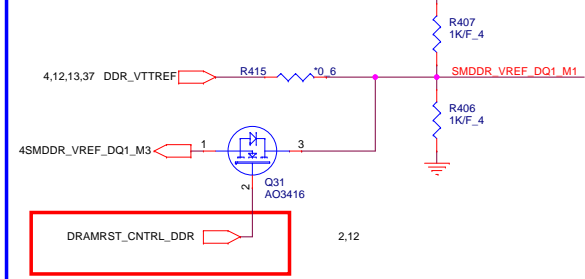 R407
1K/F_4
4,12,13,37 DDR_VTTREF R415 *0_6 SMDDR_VREF_DQ1_M1
R406
1K/F_4
4SMDDR_VREF_DQ1_M3 1 3
2 Q31
AO3416
DRAMRST_CNTRL_DDR 2,12